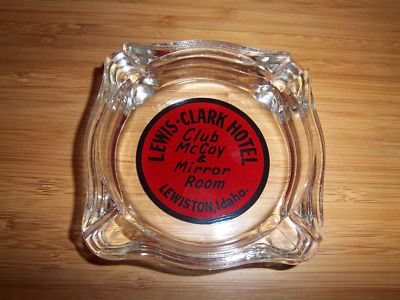 LEWIS-CLARK HOTEL
Club
McCoy
&
Mirror
Room
LEWISTON, Idaho.